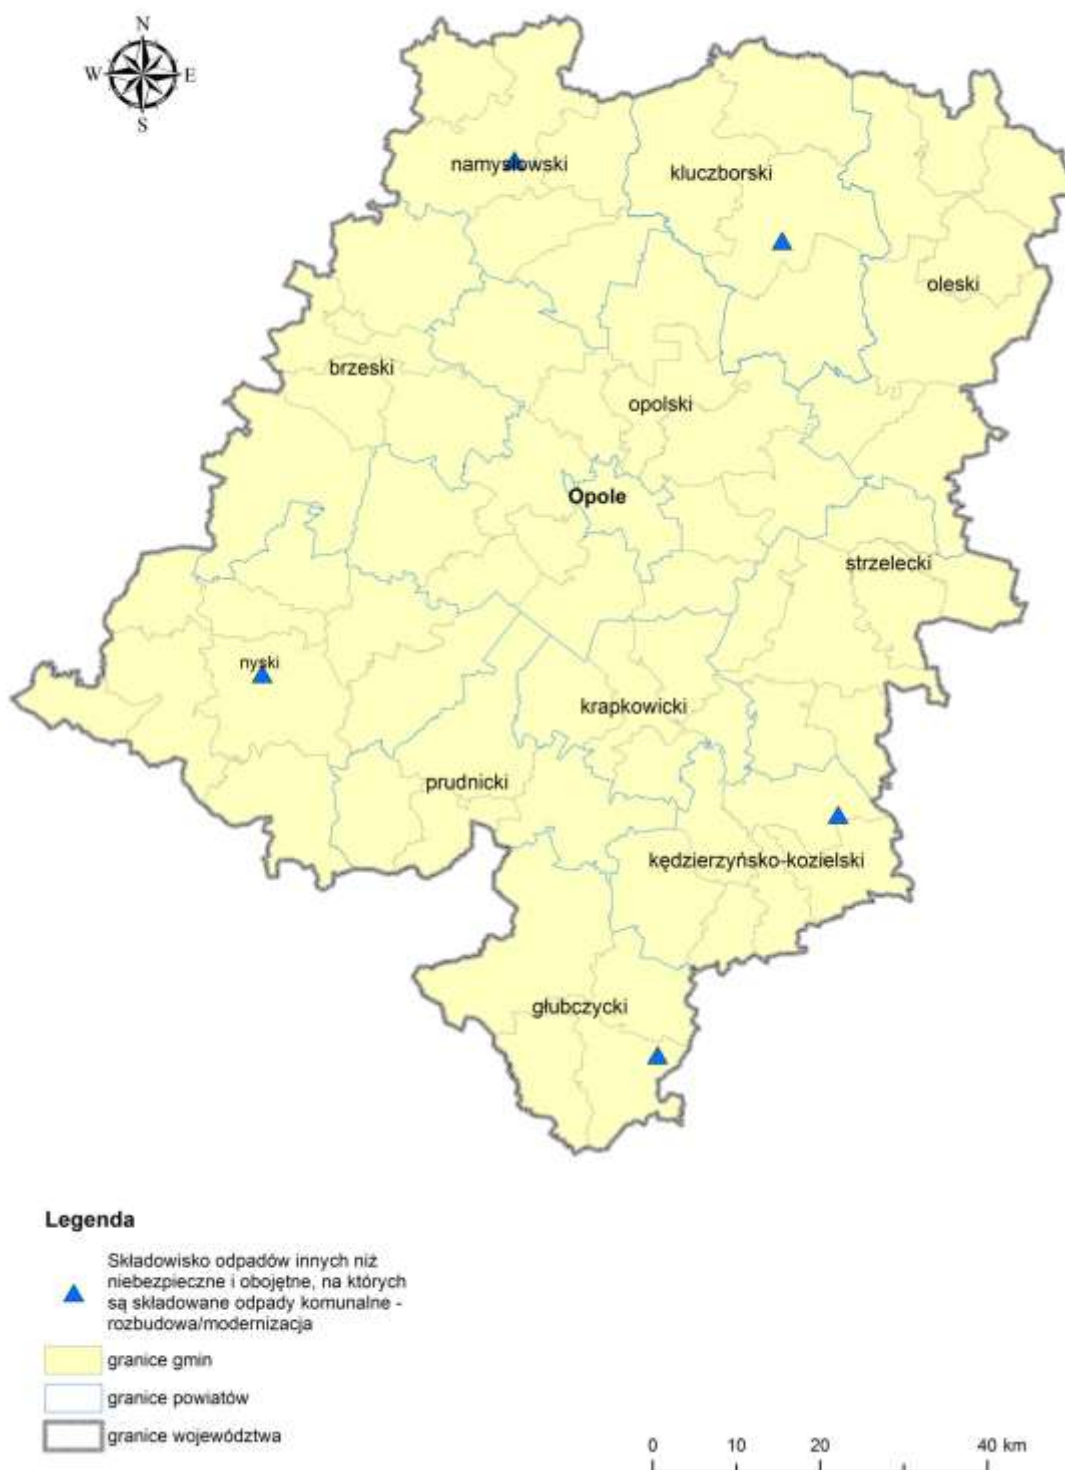 N
W E
S
namysłowski
kluczborski
oleski
brzeski
opolski
Opole
strzelecki
nyski
krapkowicki
prudnicki
kędzierzyńsko-kozielski
głubczycki
Legenda
Składowisko odpadów innych niż
niebezpieczne i obojętne, na których
są składowane odpady komunalne -
rozbudowa/modernizacja
granice gmin
granice powiatów
granice województwa
0 10 20 40 km